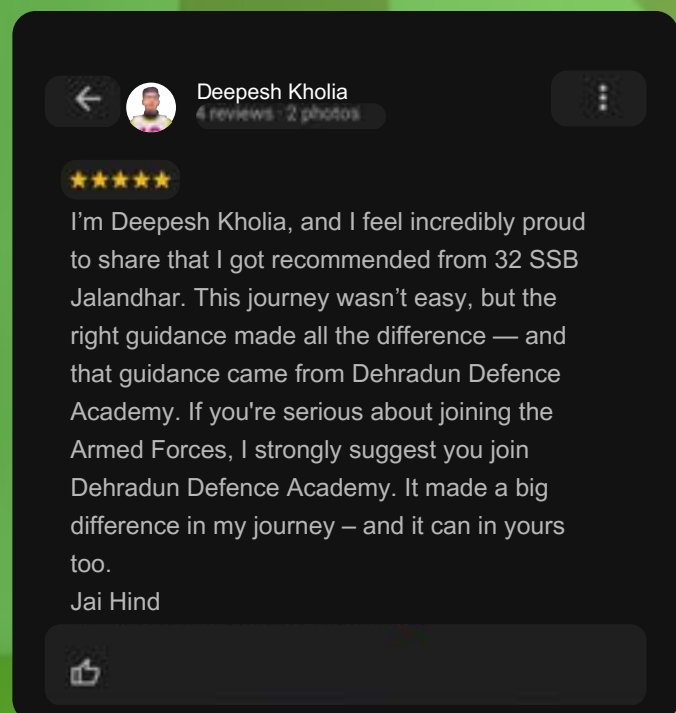 Deepesh Kholia
4 reviews · 2 photos
I’m Deepesh Kholia, and I feel incredibly proud
to share that I got recommended from 32 SSB
Jalandhar. This journey wasn’t easy, but the
right guidance made all the difference — and
that guidance came from Dehradun Defence
Academy. If you're serious about joining the
Armed Forces, I strongly suggest you join
Dehradun Defence Academy. It made a big
difference in my journey – and it can in yours
too.
Jai Hind